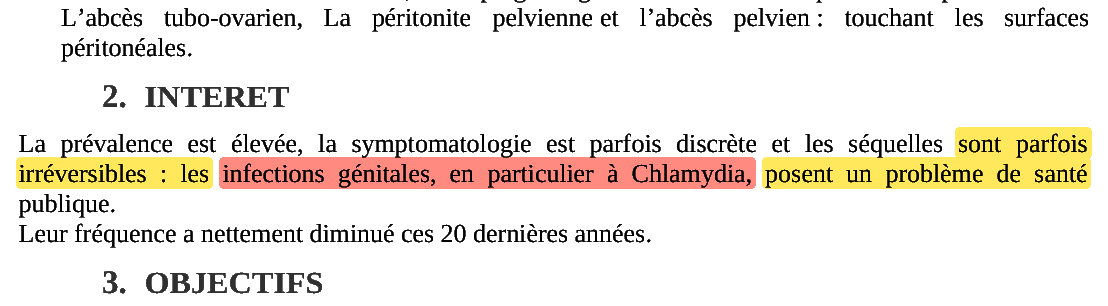 L’abcès tubo-ovarien, La péritonite pelvienne et l’abcès pelvien : touchant les surfaces
péritonéales.
2. INTERET
La prévalence est élevée, la symptomatologie est parfois discrète et les séquelles sont parfois
irréversibles : les infections génitales, en particulier à Chlamydia, posent un problème de santé
publique.
Leur fréquence a nettement diminué ces 20 dernières années.
3. OBJECTIFS